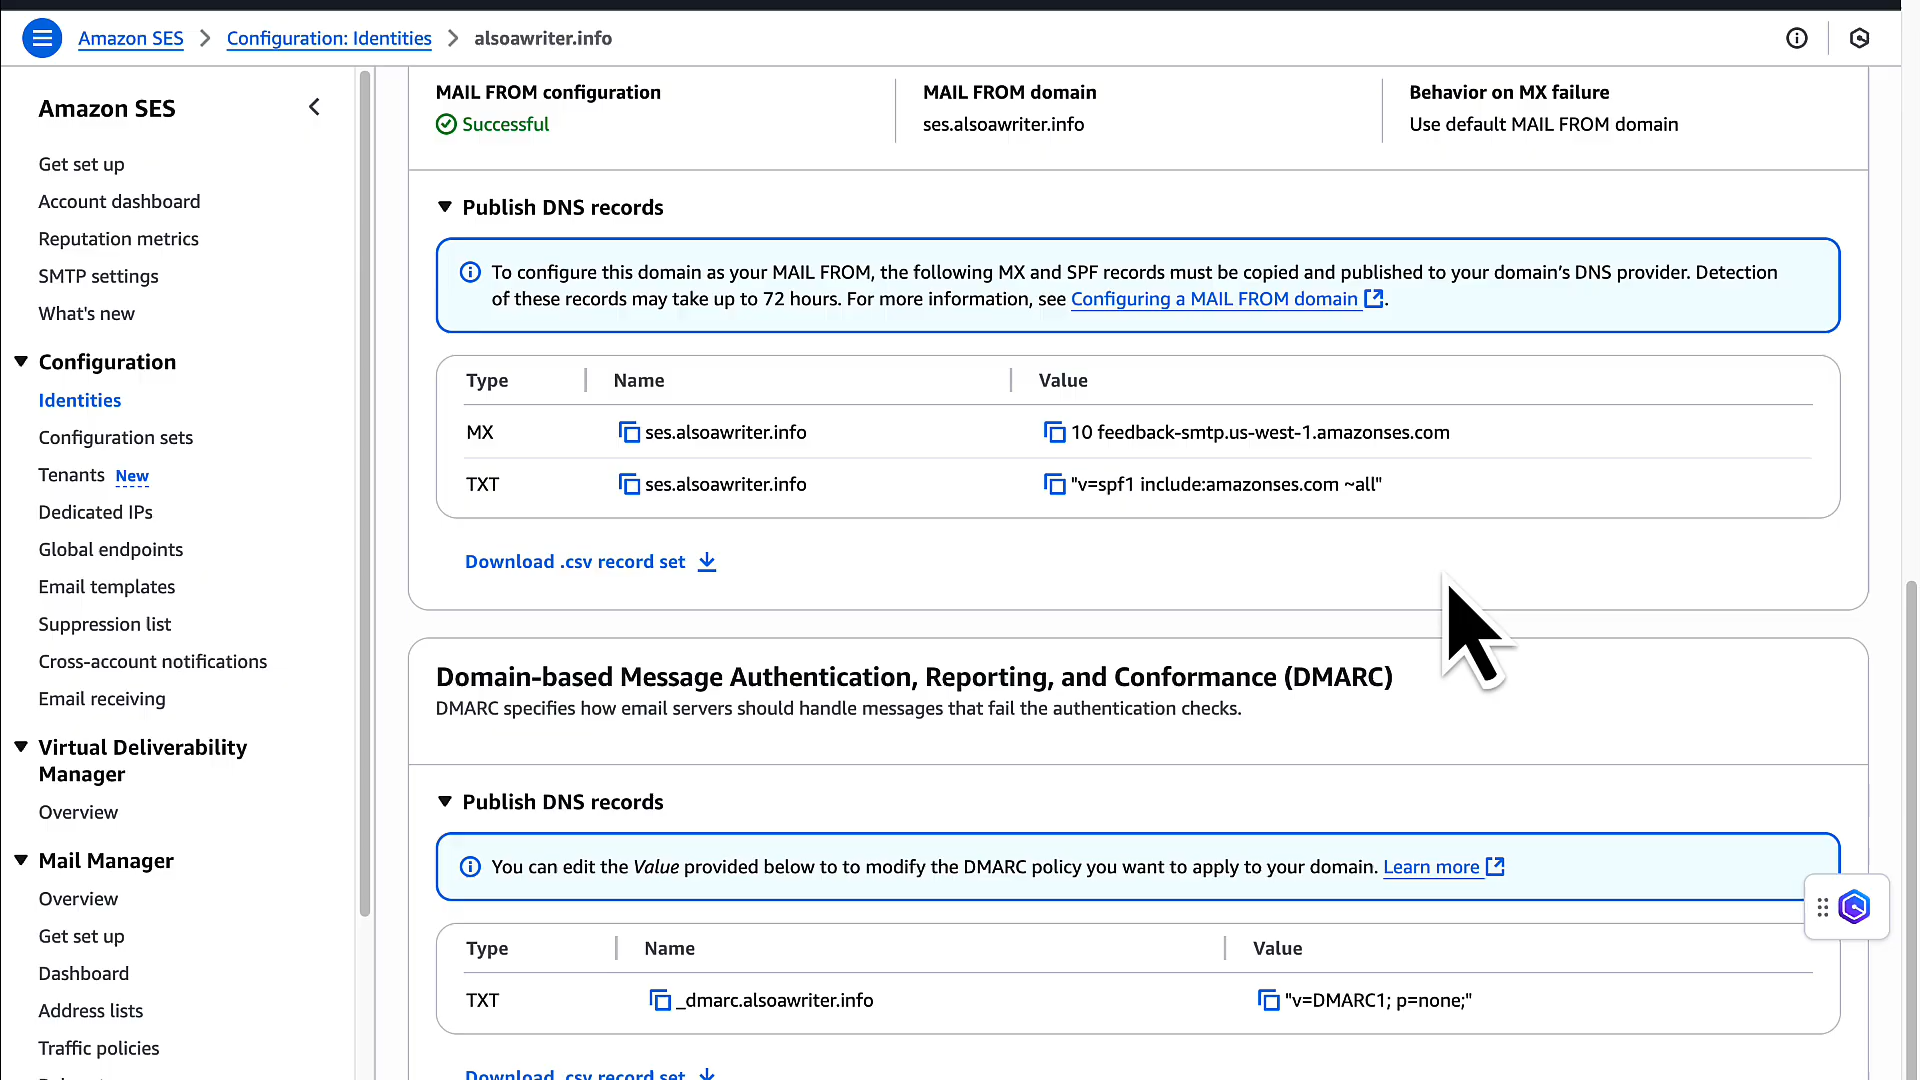 Amazon SES > Configuration: Identities > alsoawriter.info
Amazon SES
Get set up
Account dashboard
Reputation metrics
SMTP settings
What's new
Configuration
Identities
Configuration sets
Tenants New
Dedicated IPs
Global endpoints
Email templates
Suppression list
Cross-account notifications
Email receiving
Virtual Deliverability
Manager
Overview
Mail Manager
Overview
Get set up
Dashboard
Address lists
Traffic policies
MAIL FROM configuration
Successful
MAIL FROM domain
ses.alsoawriter.info
Behavior on MX failure
Use default MAIL FROM domain
Publish DNS records
To configure this domain as your MAIL FROM, the following MX and SPF records must be copied and published to your domain’s DNS provider. Detection
of these records may take up to 72 hours. For more information, see Configuring a MAIL FROM domain.
Type Name Value
MX ses.alsoawriter.info 10 feedback-smtp.us-west-1.amazonses.com
TXT ses.alsoawriter.info "v=spf1 include:amazonses.com ~all"
Download .csv record set
Domain-based Message Authentication, Reporting, and Conformance (DMARC)
DMARC specifies how email servers should handle messages that fail the authentication checks.
Publish DNS records
You can edit the Value provided below to to modify the DMARC policy you want to apply to your domain. Learn more
Type Name Value
TXT _dmarc.alsoawriter.info "v=DMARC1; p=none;"
Download .csv record set